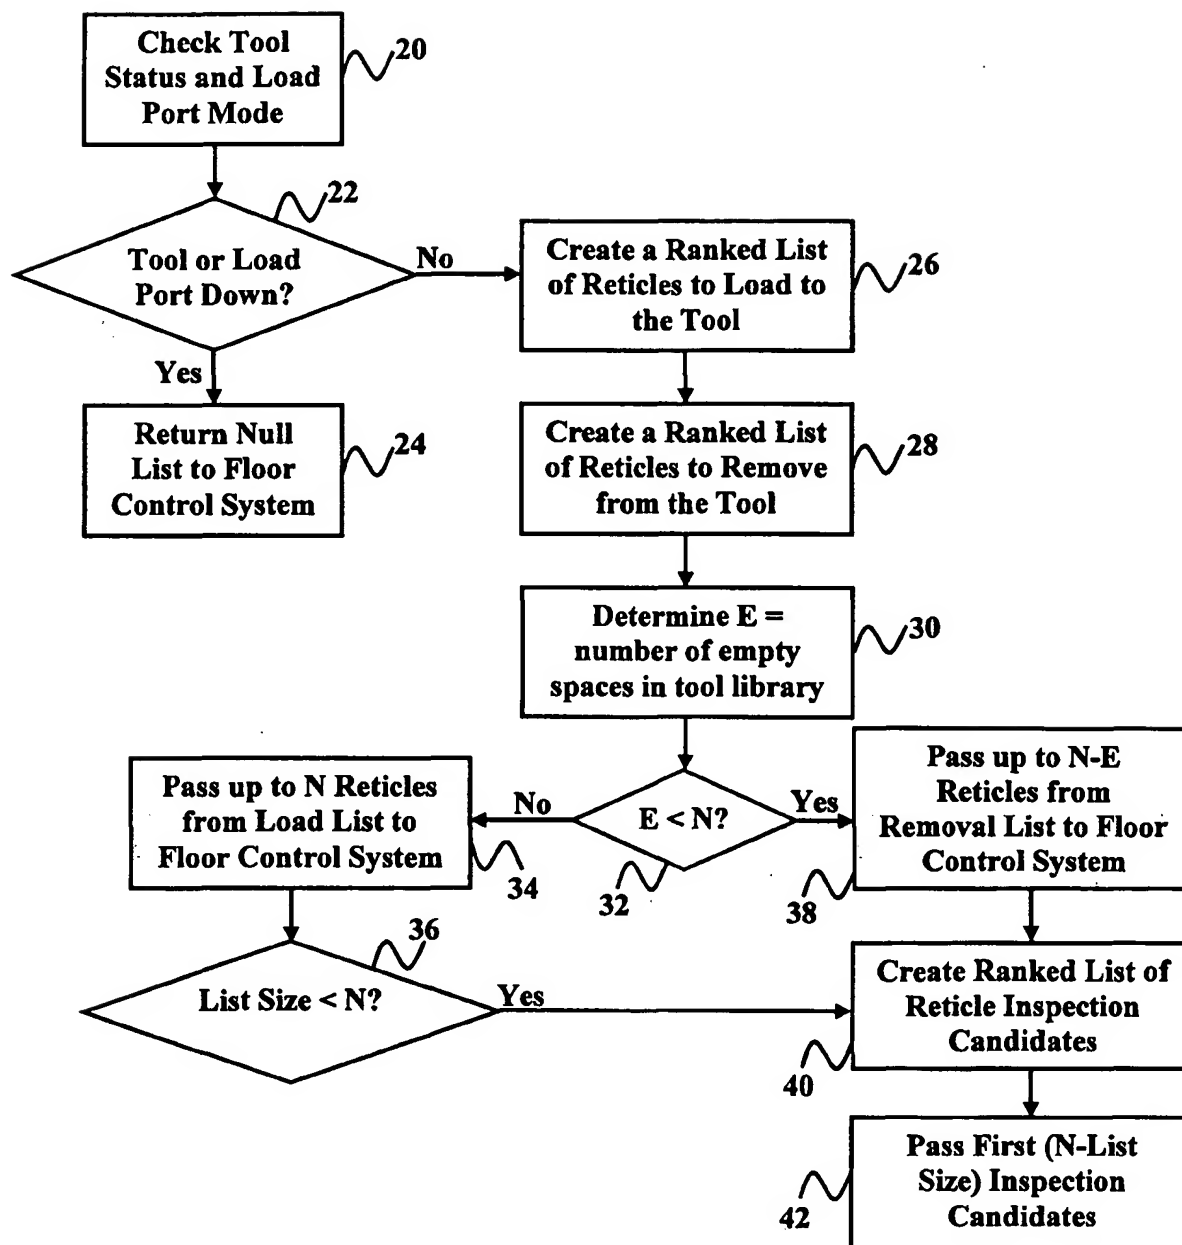 Check Tool
Status and Load
Port Mode
20
22
Tool or Load
Port Down?
No
Yes
Return Null
List to Floor
Control System
24
Create a Ranked List
of Reticles to Load to
the Tool
26
Create a Ranked List
of Reticles to Remove
from the Tool
28
Determine E =
number of empty
spaces in tool library
30
E < N?
No
Yes
32
Pass up to N Reticles
from Load List to
Floor Control System
34
Pass up to N-E
Reticles from
Removal List to Floor
Control System
38
36
List Size < N?
Yes
Create Ranked List of
Reticle Inspection
Candidates
40
Pass First (N-List
Size) Inspection
Candidates
42